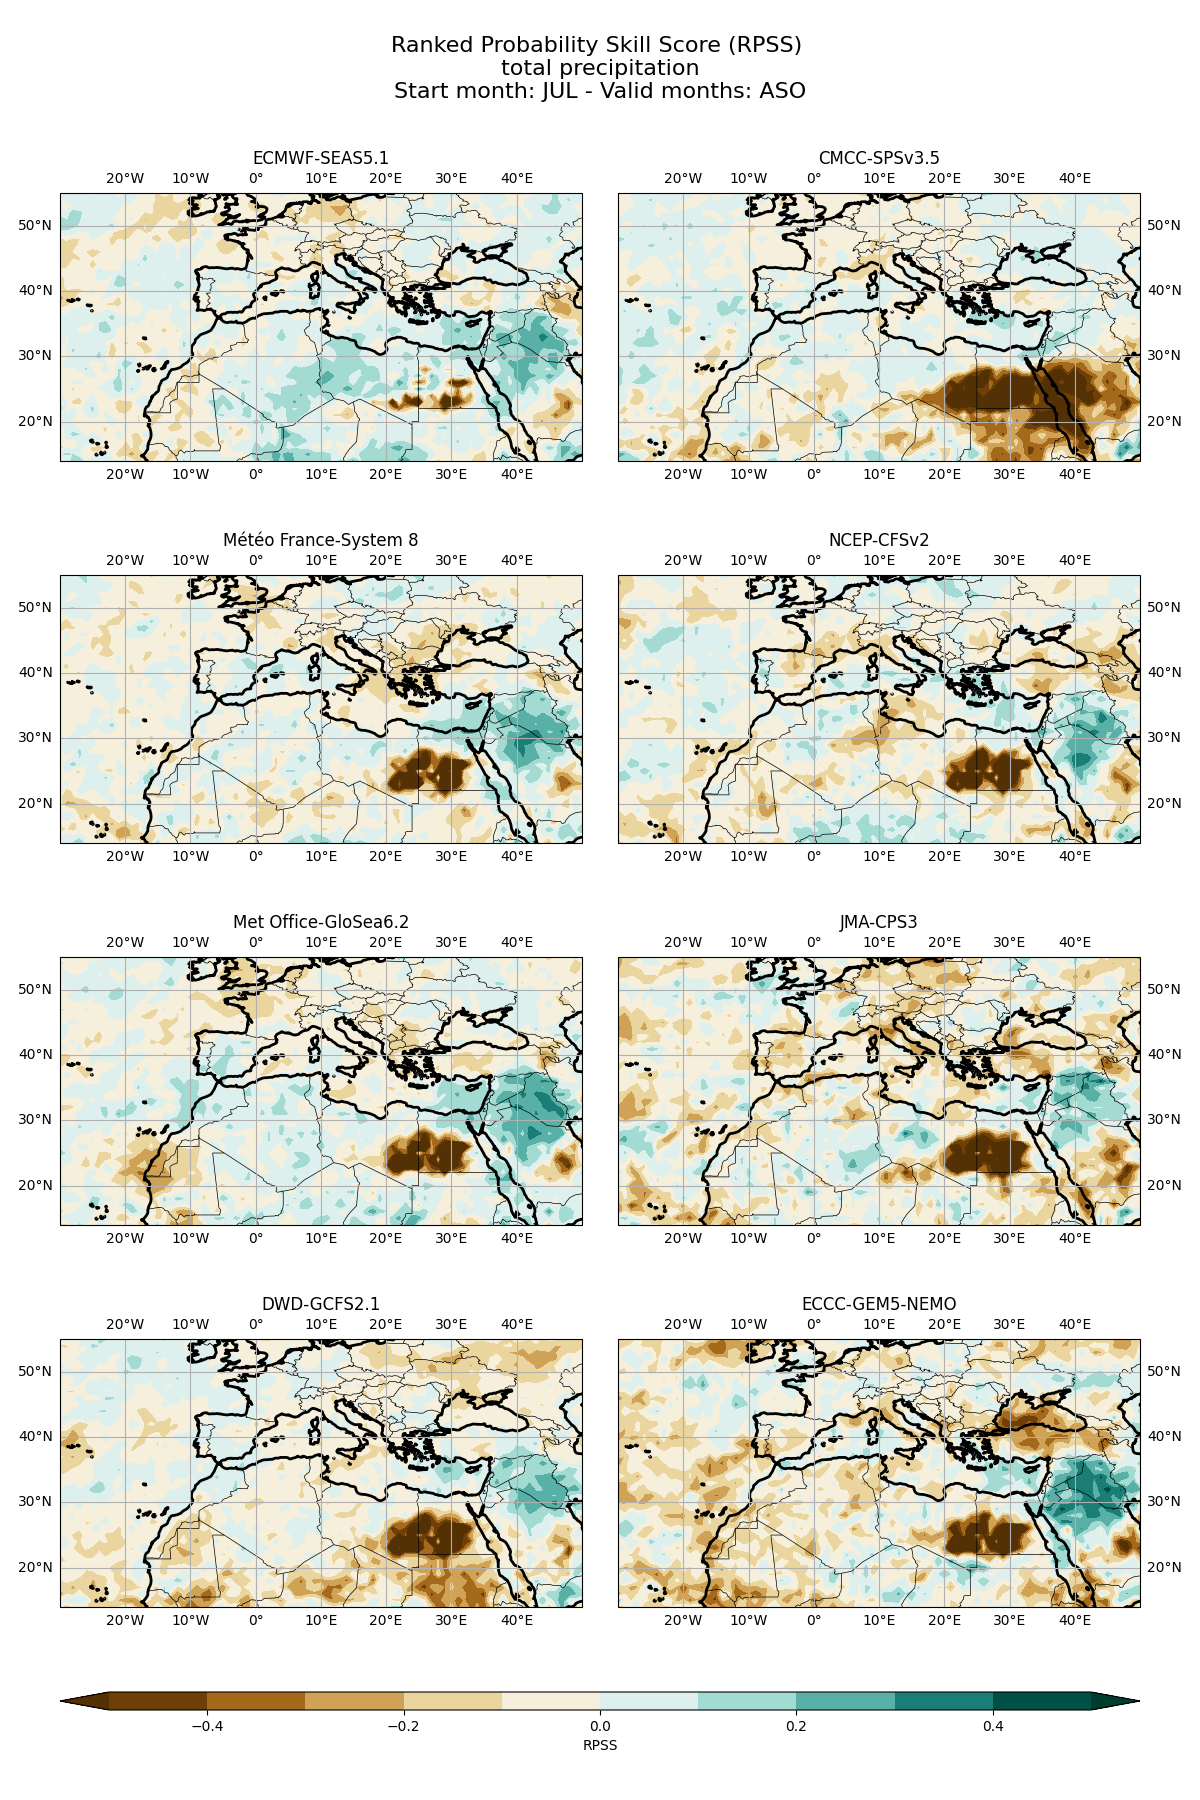 Ranked Probability Skill Score (RPSS)
total precipitation
Start month: JUL - Valid months: ASO
ECMWF-SEAS5.1
CMCC-SPSv3.5
20°W 10°W 0° 10°E 20°E 30°E 40°E
20°W 10°W 0° 10°E 20°E 30°E 40°E
50°N
50°N
40°N
40°N
30°N
30°N
20°N
20°N
20°W 10°W 0° 10°E 20°E 30°E 40°E
20°W 10°W 0° 10°E 20°E 30°E 40°E
Météo France-System 8
NCEP-CFSv2
20°W 10°W 0° 10°E 20°E 30°E 40°E
20°W 10°W 0° 10°E 20°E 30°E 40°E
50°N
50°N
40°N
40°N
30°N
30°N
20°N
20°N
20°W 10°W 0° 10°E 20°E 30°E 40°E
20°W 10°W 0° 10°E 20°E 30°E 40°E
Met Office-GloSea6.2
JMA-CPS3
20°W 10°W 0° 10°E 20°E 30°E 40°E
20°W 10°W 0° 10°E 20°E 30°E 40°E
50°N
50°N
40°N
40°N
30°N
30°N
20°N
20°N
20°W 10°W 0° 10°E 20°E 30°E 40°E
20°W 10°W 0° 10°E 20°E 30°E 40°E
DWD-GCFS2.1
ECCC-GEM5-NEMO
20°W 10°W 0° 10°E 20°E 30°E 40°E
20°W 10°W 0° 10°E 20°E 30°E 40°E
50°N
50°N
40°N
40°N
30°N
30°N
20°N
20°N
20°W 10°W 0° 10°E 20°E 30°E 40°E
20°W 10°W 0° 10°E 20°E 30°E 40°E
−0.4 −0.2 0.0 0.2 0.4
RPSS